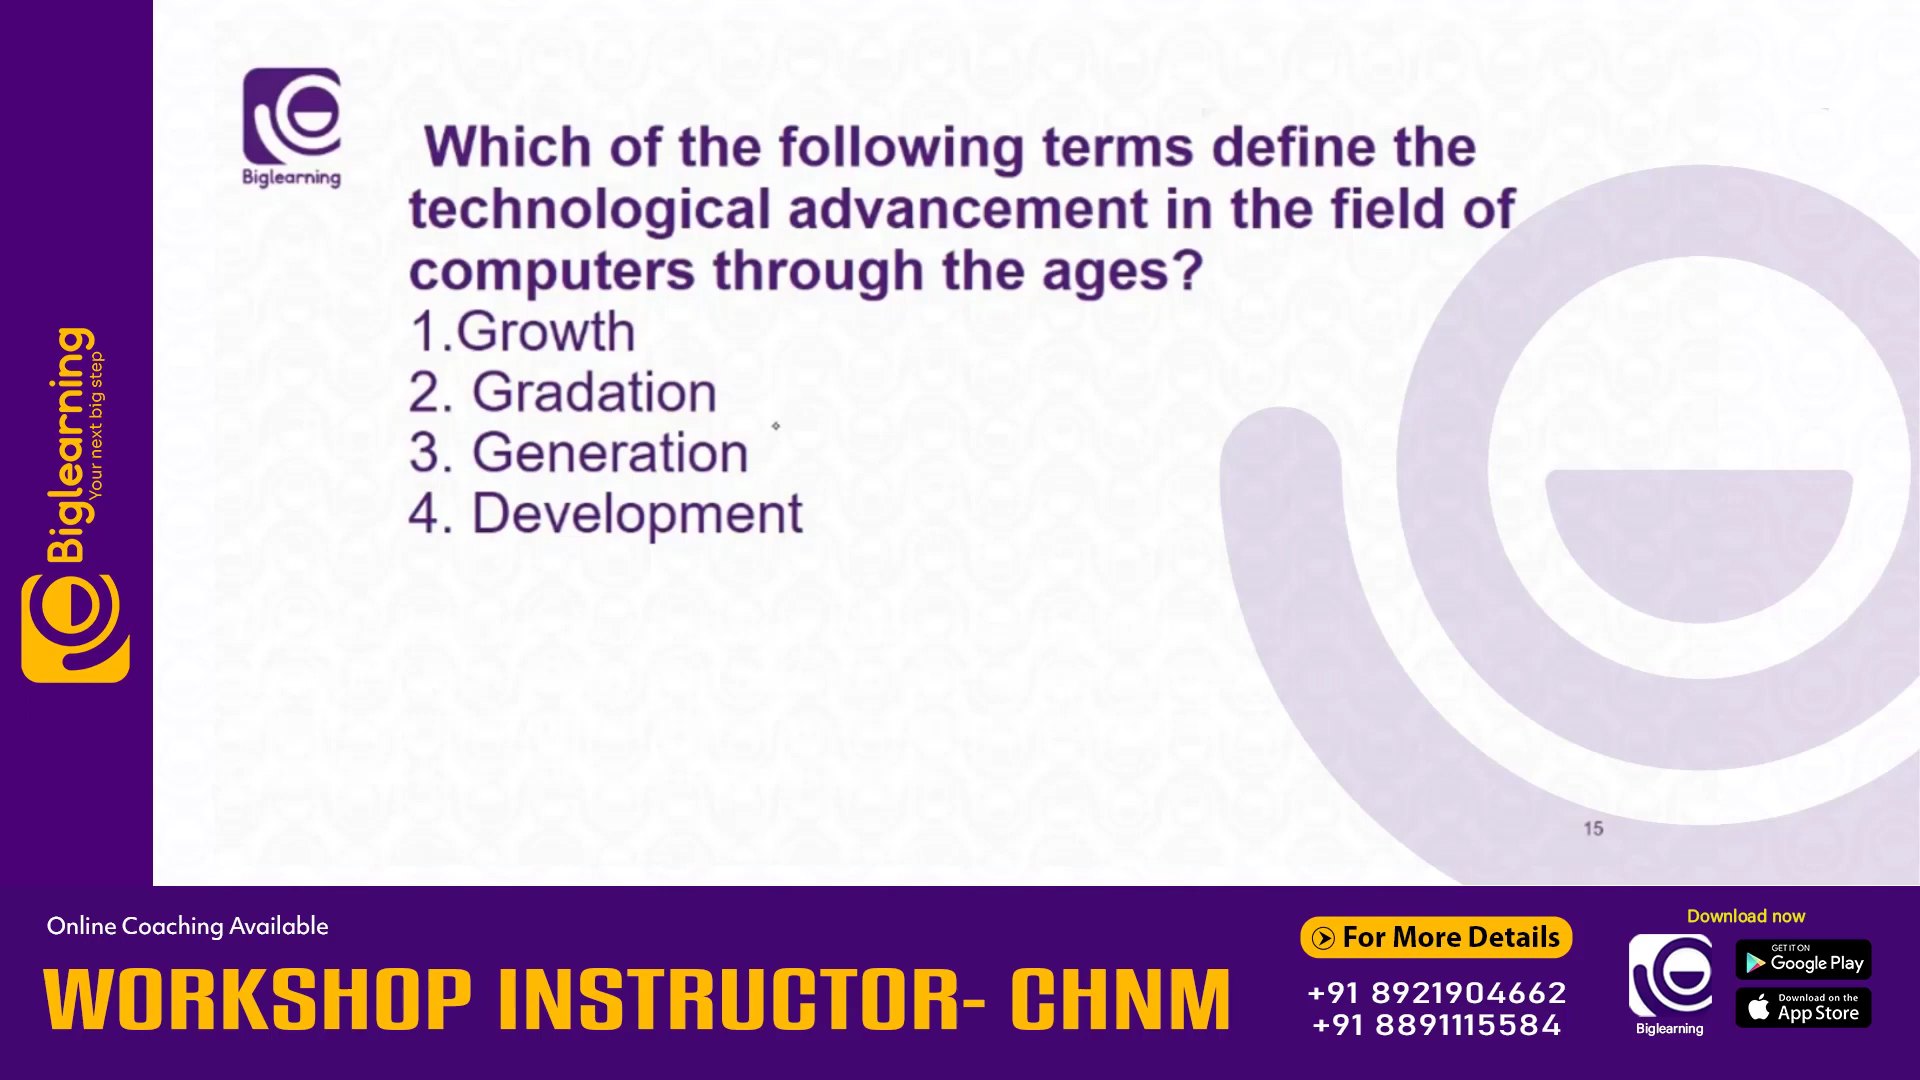 Biglearning
Which of the following terms define the
technological advancement in the field of
computers through the ages?
1.Growth
2. Gradation
3. Generation
4. Development
15
Biglearning
Your next big step
Online Coaching Available
WORKSHOP INSTRUCTOR- CHNM
For More Details
+91 8921904662
+91 8891115584
Download now
Biglearning
GET IT ON
Google Play
Download on the
App Store